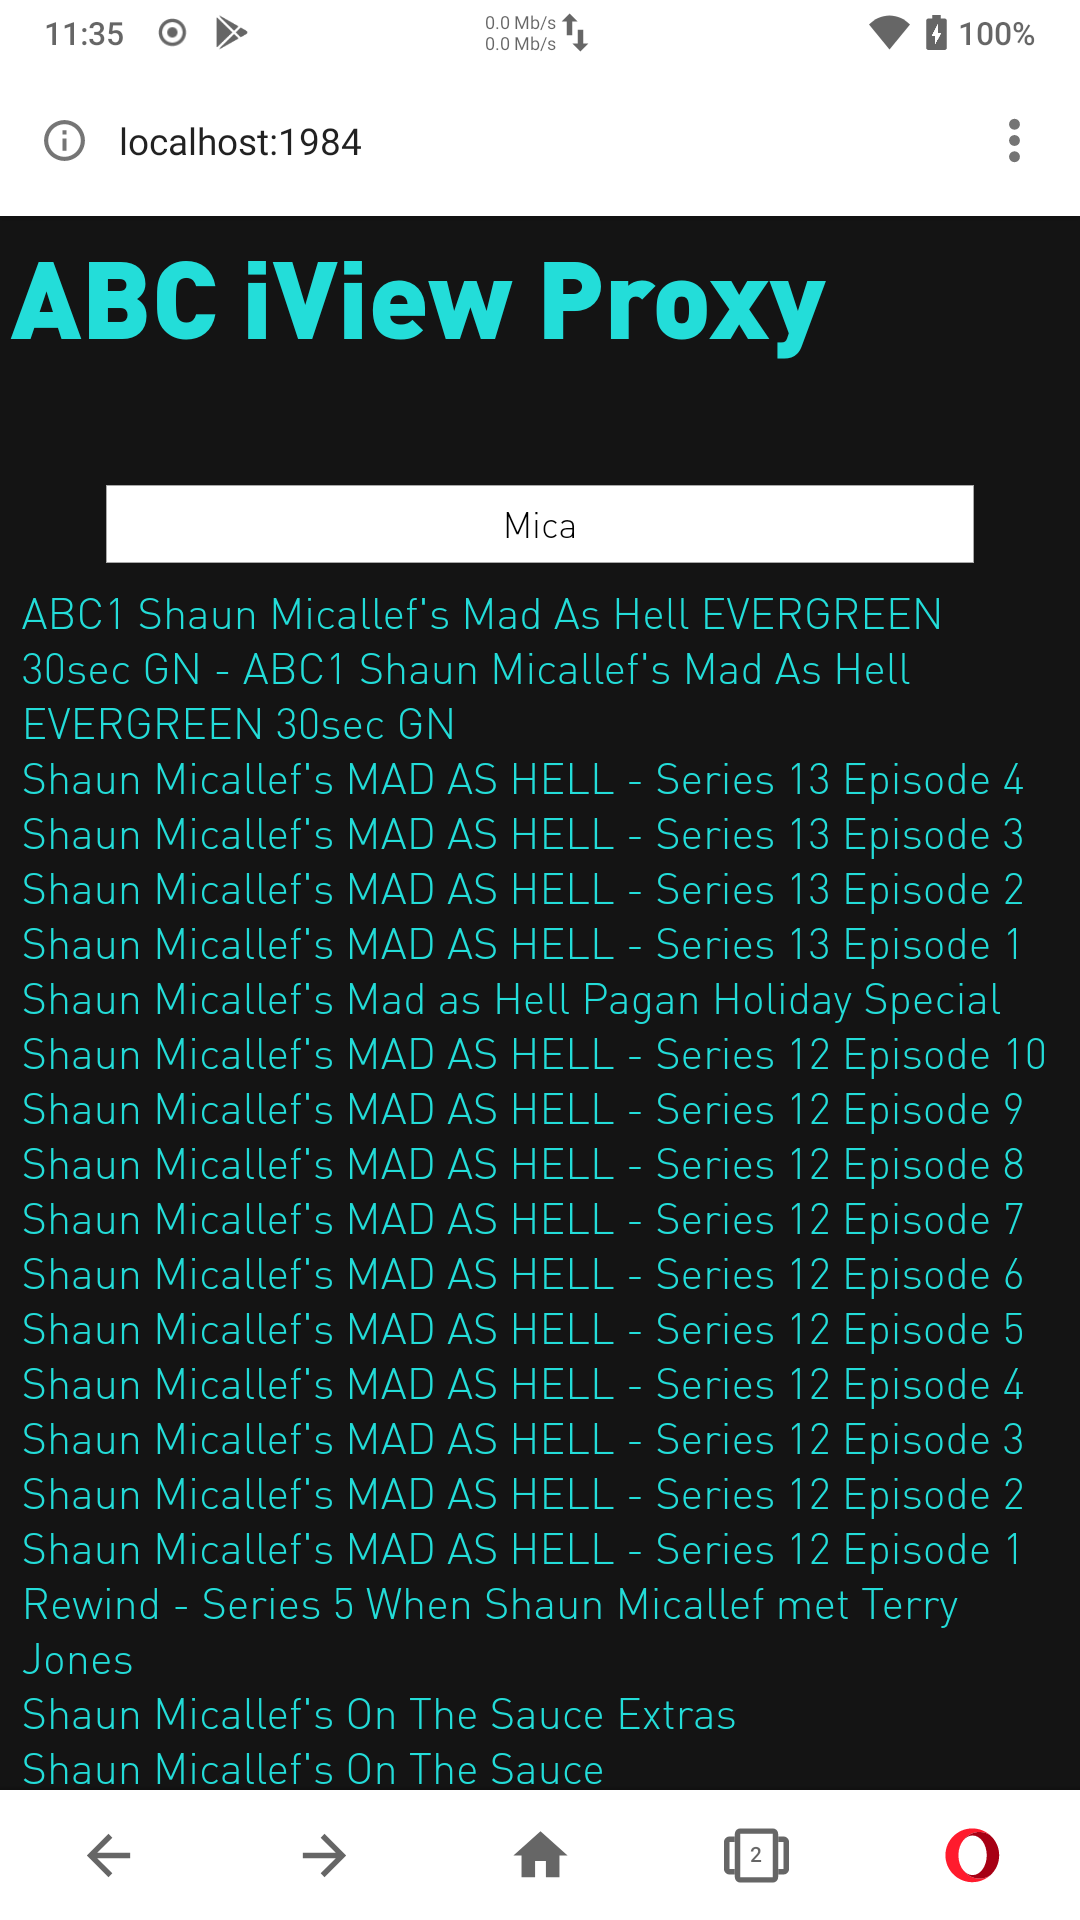 11:35
0.0 Mb/s
0.0 Mb/s
100%
localhost:1984
ABC iView Proxy
Mica
ABC1 Shaun Micallef's Mad As Hell EVERGREEN
30sec GN - ABC1 Shaun Micallef's Mad As Hell
EVERGREEN 30sec GN
Shaun Micallef's MAD AS HELL - Series 13 Episode 4
Shaun Micallef's MAD AS HELL - Series 13 Episode 3
Shaun Micallef's MAD AS HELL - Series 13 Episode 2
Shaun Micallef's MAD AS HELL - Series 13 Episode 1
Shaun Micallef's Mad as Hell Pagan Holiday Special
Shaun Micallef's MAD AS HELL - Series 12 Episode 10
Shaun Micallef's MAD AS HELL - Series 12 Episode 9
Shaun Micallef's MAD AS HELL - Series 12 Episode 8
Shaun Micallef's MAD AS HELL - Series 12 Episode 7
Shaun Micallef's MAD AS HELL - Series 12 Episode 6
Shaun Micallef's MAD AS HELL - Series 12 Episode 5
Shaun Micallef's MAD AS HELL - Series 12 Episode 4
Shaun Micallef's MAD AS HELL - Series 12 Episode 3
Shaun Micallef's MAD AS HELL - Series 12 Episode 2
Shaun Micallef's MAD AS HELL - Series 12 Episode 1
Rewind - Series 5 When Shaun Micallef met Terry
Jones
Shaun Micallef's On The Sauce Extras
Shaun Micallef's On The Sauce
2